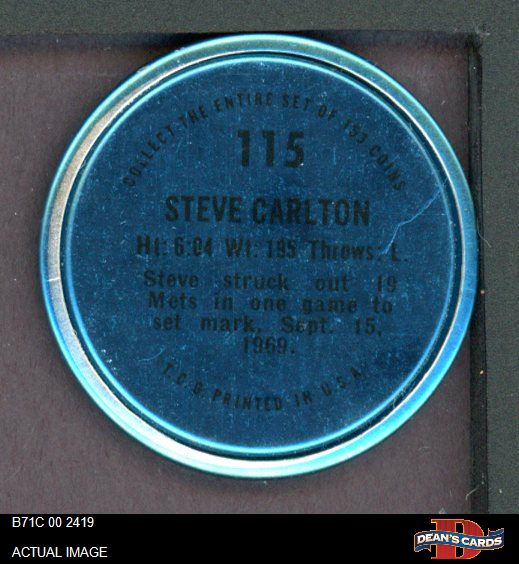 COLLECT THE ENTIRE SET OF 153 COINS
115
STEVE CARLTON
Ht: 6:04 Wt: 195 Throws: L.
Steve struck out 19
Mets in one game to
set mark, Sept. 15,
1969.
T.C.G. PRINTED IN U.S.A.
B71C 00 2419
ACTUAL IMAGE
D
DEAN'S CARDS